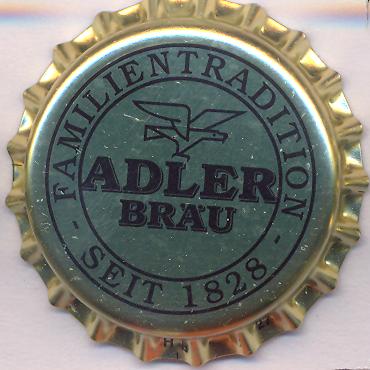 - FAMILIENTRADITION -
ADLER
BRÄU
SEIT 1828